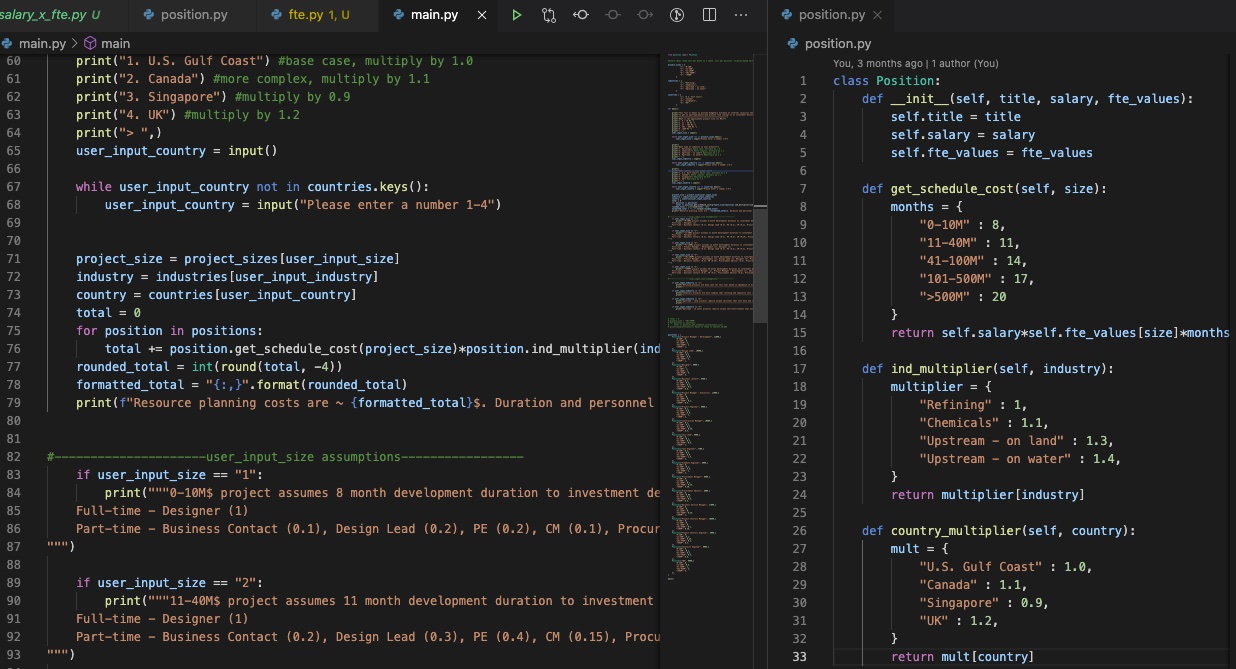 salary_x_fte.py U
position.py
fte.py 1, U
main.py
main.py > main
60 print("1. U.S. Gulf Coast") #base case, multiply by 1.0
61 print("2. Canada") #more complex, multiply by 1.1
62 print("3. Singapore") #multiply by 0.9
63 print("4. UK") #multiply by 1.2
64 print("> ",)
65 user_input_country = input()
66
67 while user_input_country not in countries.keys():
68 user_input_country = input("Please enter a number 1-4")
69
70
71 project_size = project_sizes[user_input_size]
72 industry = industries[user_input_industry]
73 country = countries[user_input_country]
74 total = 0
75 for position in positions:
76 total += position.get_schedule_cost(project_size)*position.ind_multiplier(ind
77 rounded_total = int(round(total, -4))
78 formatted_total = "{:,}".format(rounded_total)
79 print(f"Resource planning costs are ~ {formatted_total}$. Duration and personnel
80
81
82 #---------------------user_input_size assumptions-----------------
83 if user_input_size == "1":
84 print("""0-10M$ project assumes 8 month development duration to investment de
85 Full-time - Designer (1)
86 Part-time - Business Contact (0.1), Design Lead (0.2), PE (0.2), CM (0.1), Procur
87 """)
88
89 if user_input_size == "2":
90 print("""11-40M$ project assumes 11 month development duration to investment
91 Full-time - Designer (1)
92 Part-time - Business Contact (0.2), Design Lead (0.3), PE (0.4), CM (0.15), Procu
93 """)
position.py
position.py
You, 3 months ago | 1 author (You)
1 class Position:
2 def __init__(self, title, salary, fte_values):
3 self.title = title
4 self.salary = salary
5 self.fte_values = fte_values
6
7 def get_schedule_cost(self, size):
8 months = {
9 "0-10M" : 8,
10 "11-40M" : 11,
11 "41-100M" : 14,
12 "101-500M" : 17,
13 ">500M" : 20
14 }
15 return self.salary*self.fte_values[size]*months
16
17 def ind_multiplier(self, industry):
18 multiplier = {
19 "Refining" : 1,
20 "Chemicals" : 1.1,
21 "Upstream - on land" : 1.3,
22 "Upstream - on water" : 1.4,
23 }
24 return multiplier[industry]
25
26 def country_multiplier(self, country):
27 mult = {
28 "U.S. Gulf Coast" : 1.0,
29 "Canada" : 1.1,
30 "Singapore" : 0.9,
31 "UK" : 1.2,
32 }
33 return mult[country]